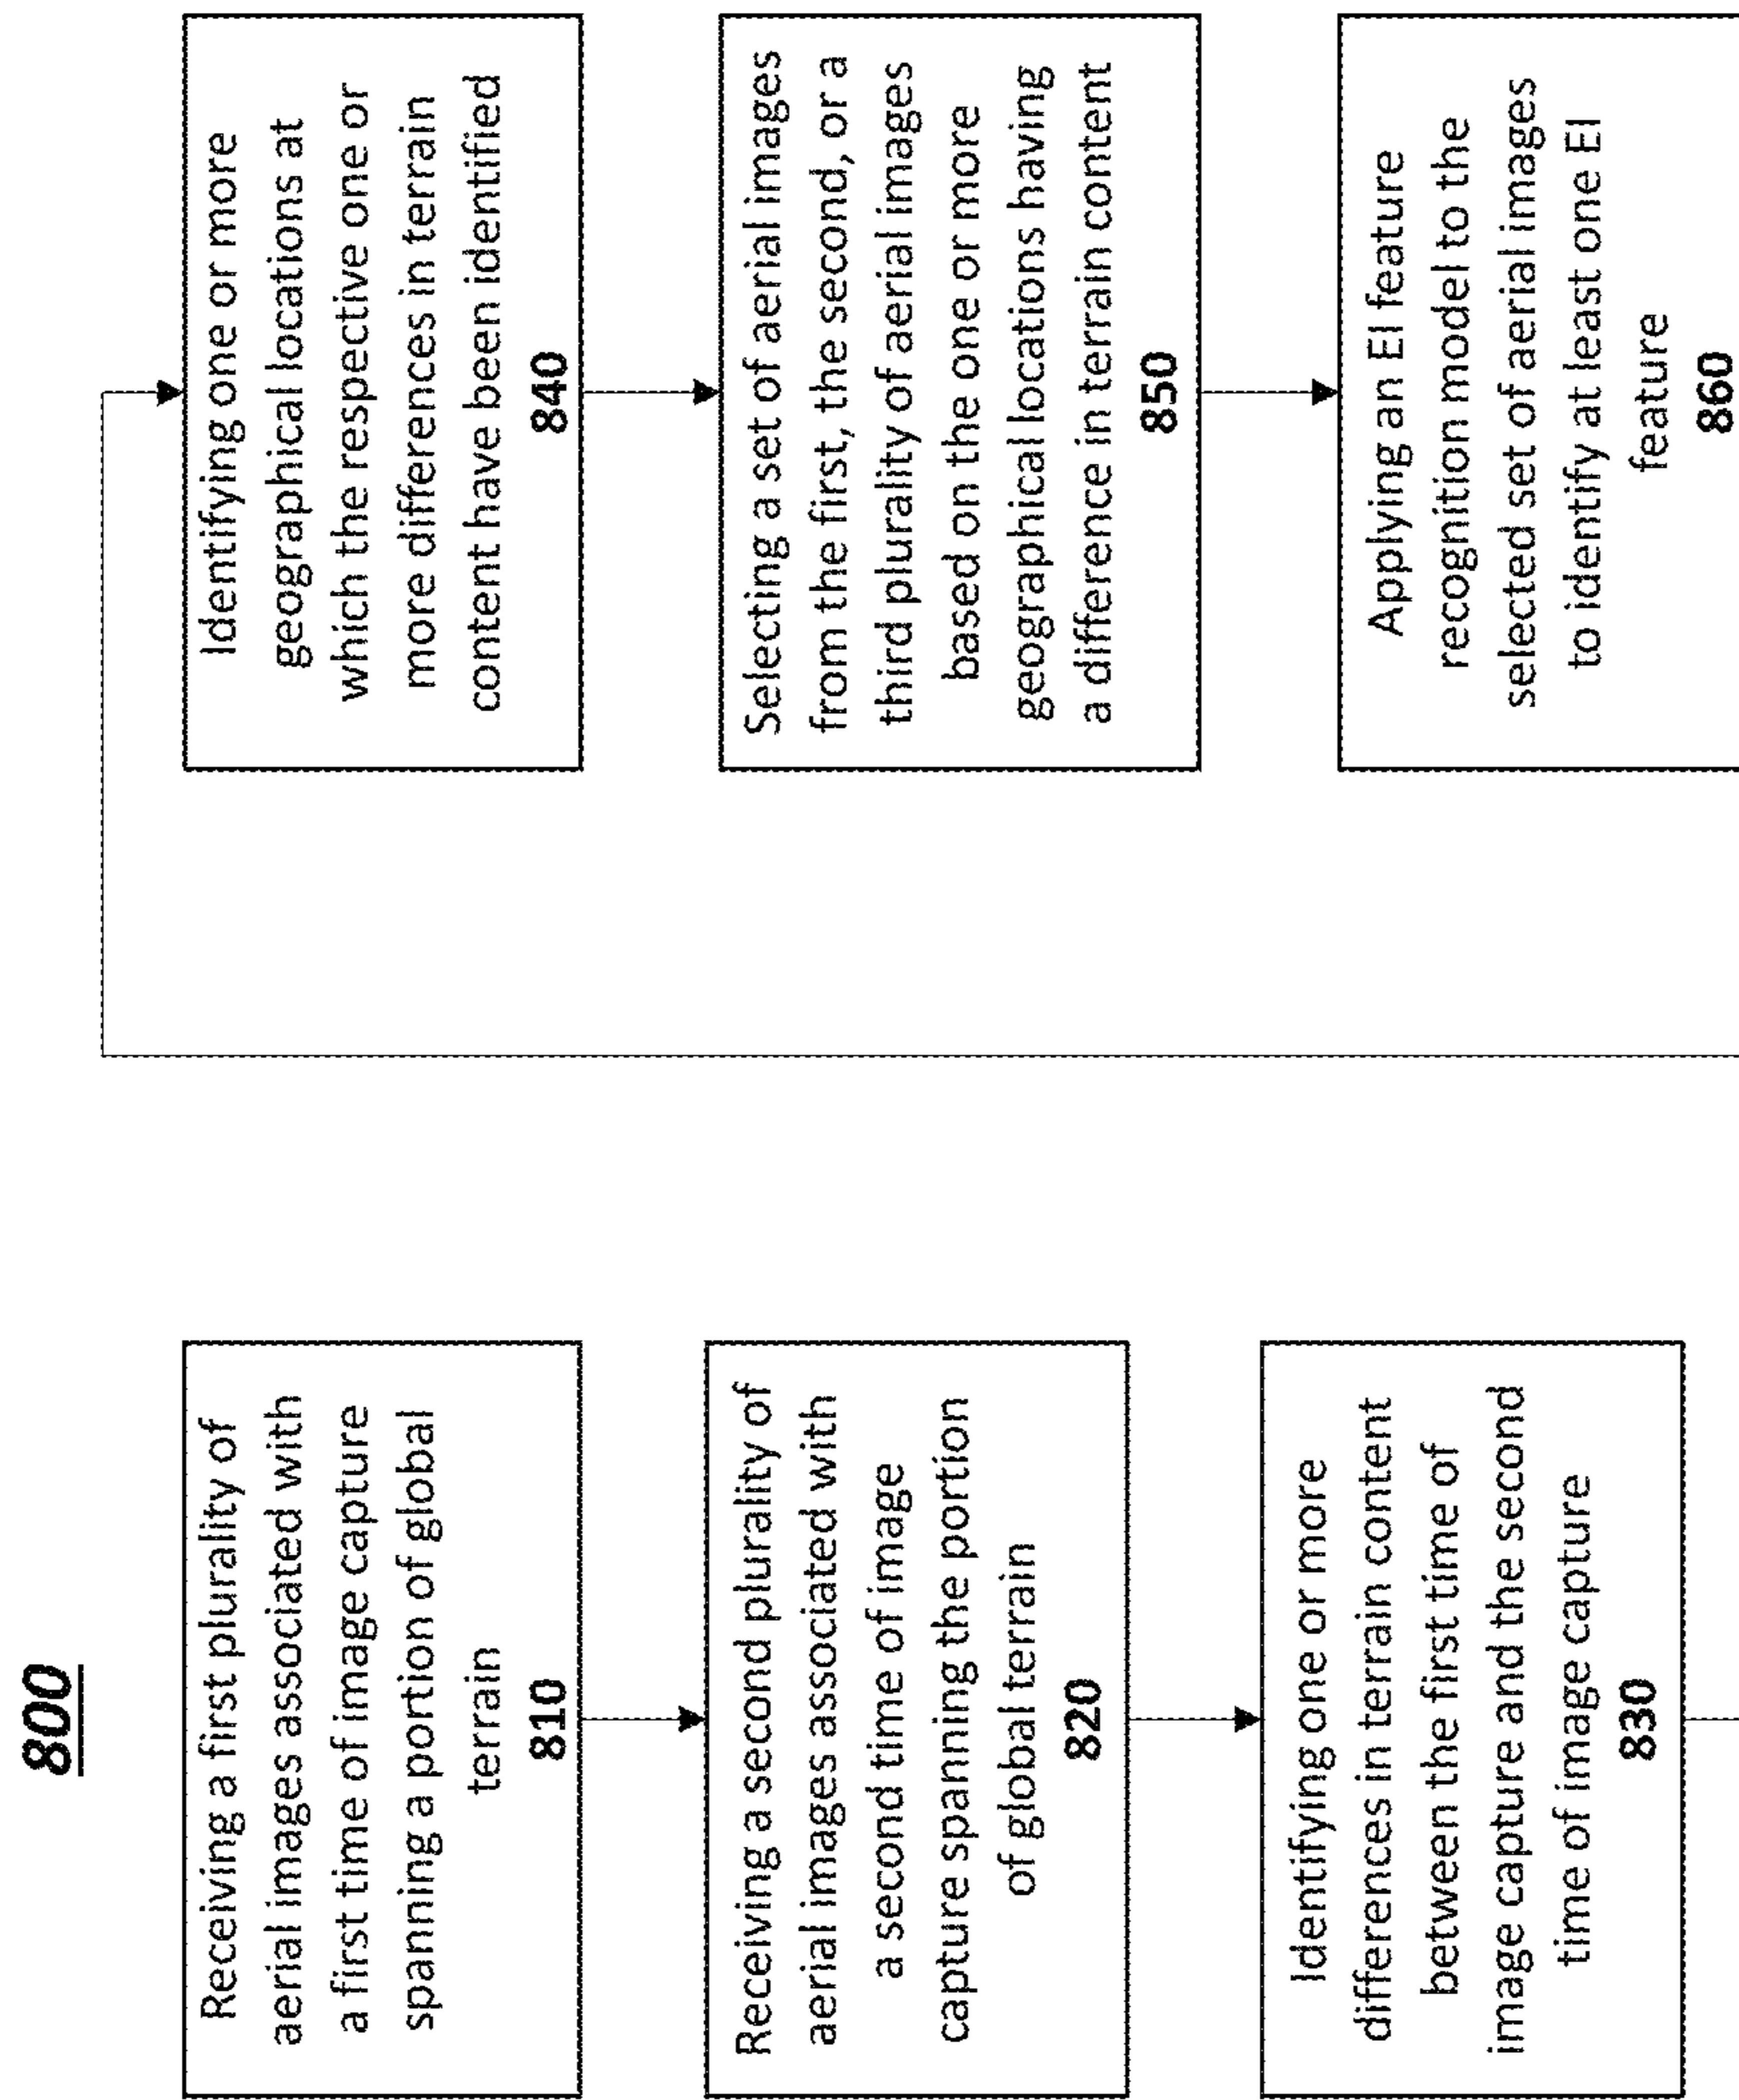 800
Receiving a first plurality of
aerial images associated with
a first time of image capture
spanning a portion of global
terrain
810
Receiving a second plurality of
aerial images associated with
a second time of image
capture spanning the portion
of global terrain
820
Identifying one or more
differences in terrain content
between the first time of
image capture and the second
time of image capture
830
Identifying one or more
geographical locations at
which the respective one or
more differences in terrain
content have been identified
840
Selecting a set of aerial images
from the first, the second, or a
third plurality of aerial images
based on the one or more
geographical locations having
a difference in terrain content
850
Applying an EI feature
recognition model to the
selected set of aerial images
to identify at least one EI
feature
860